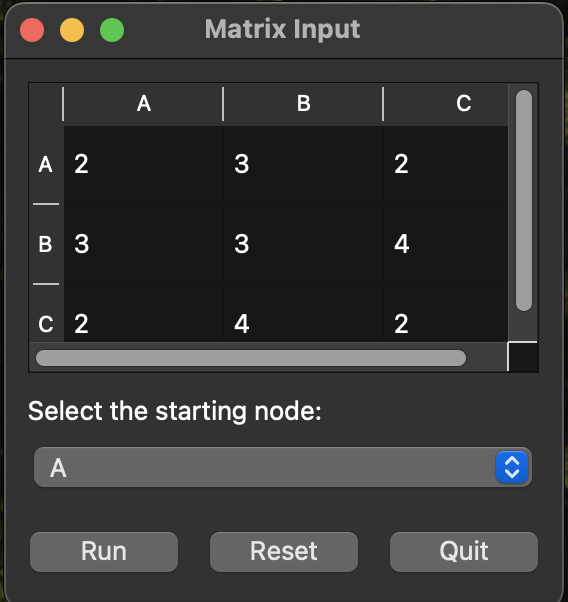 Matrix Input
A B C
A 2 3 2
B 3 3 4
C 2 4 2
Select the starting node:
A
Run Reset Quit